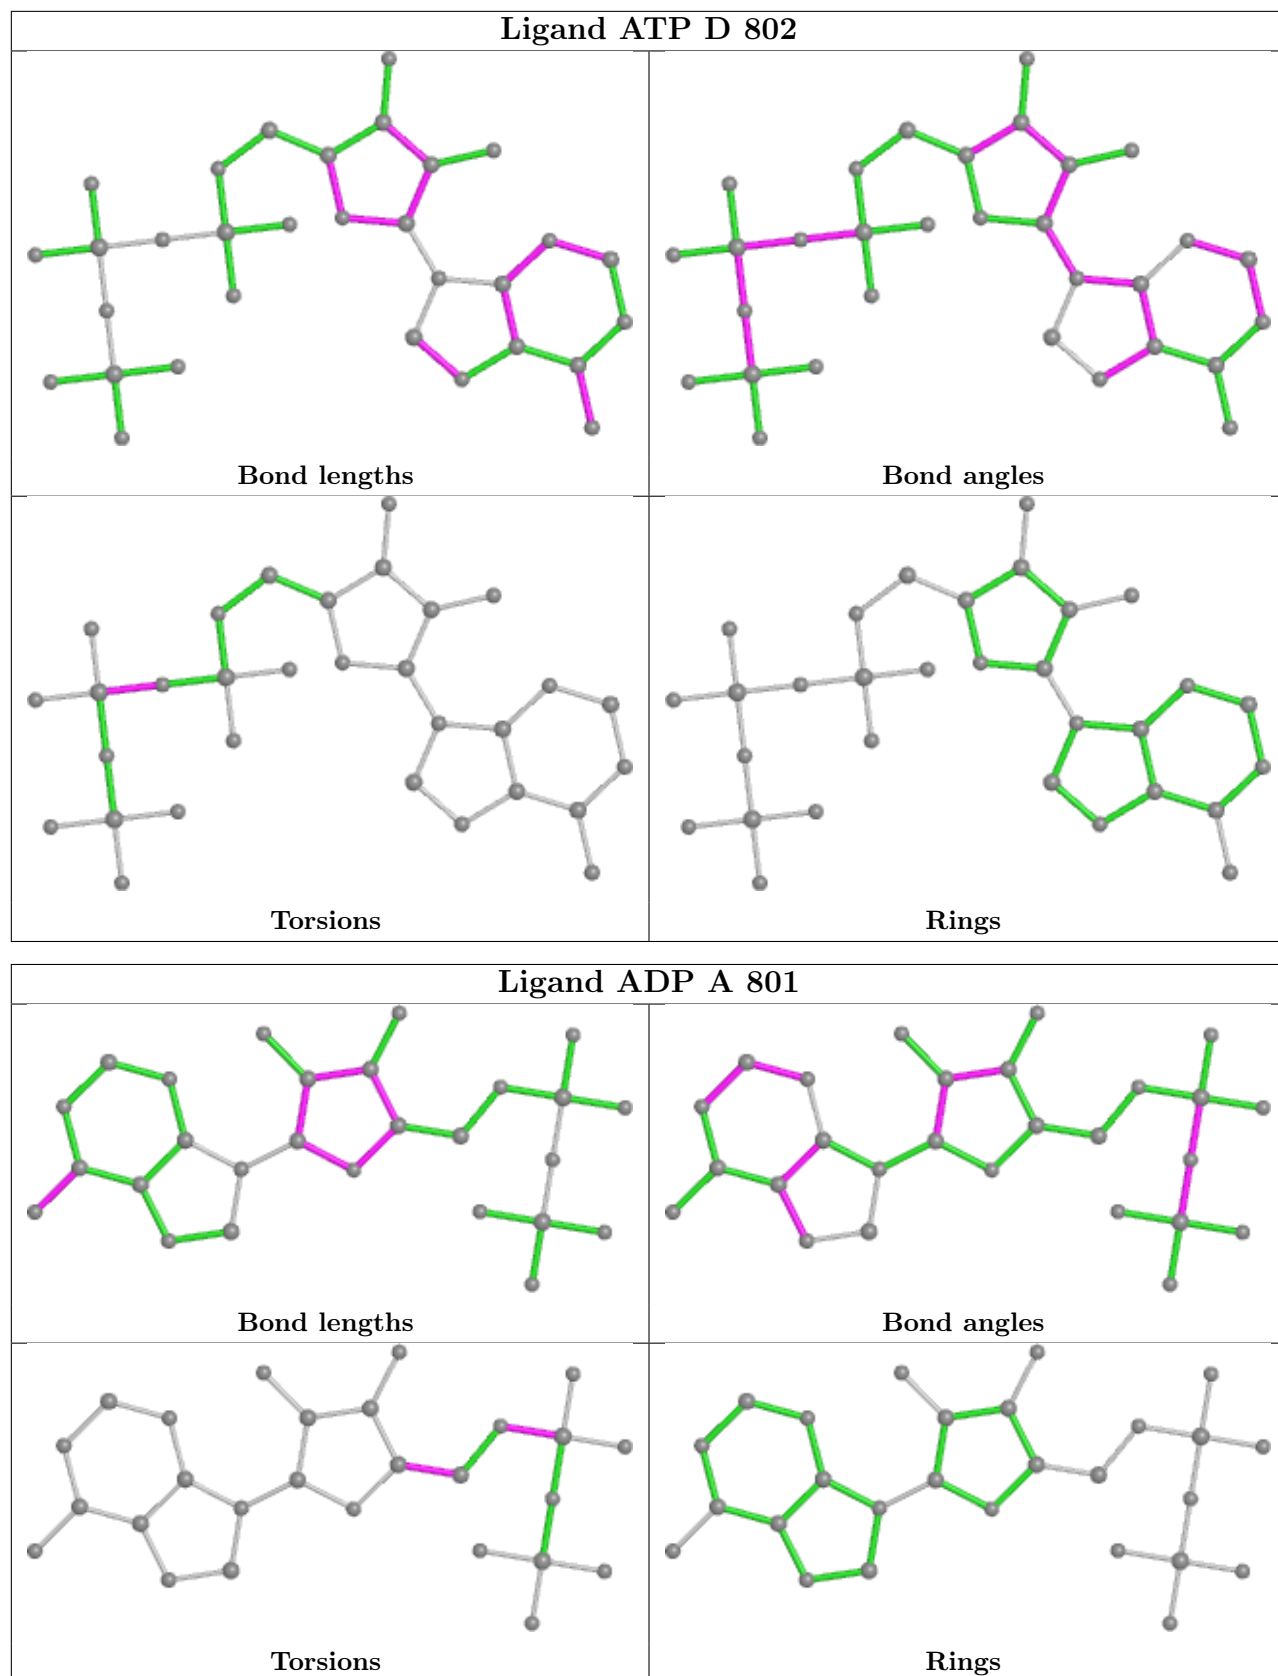 Ligand ATP D 802
Bond lengths
Bond angles
Torsions
Rings
Ligand ADP A 801
Bond lengths
Bond angles
Torsions
Rings